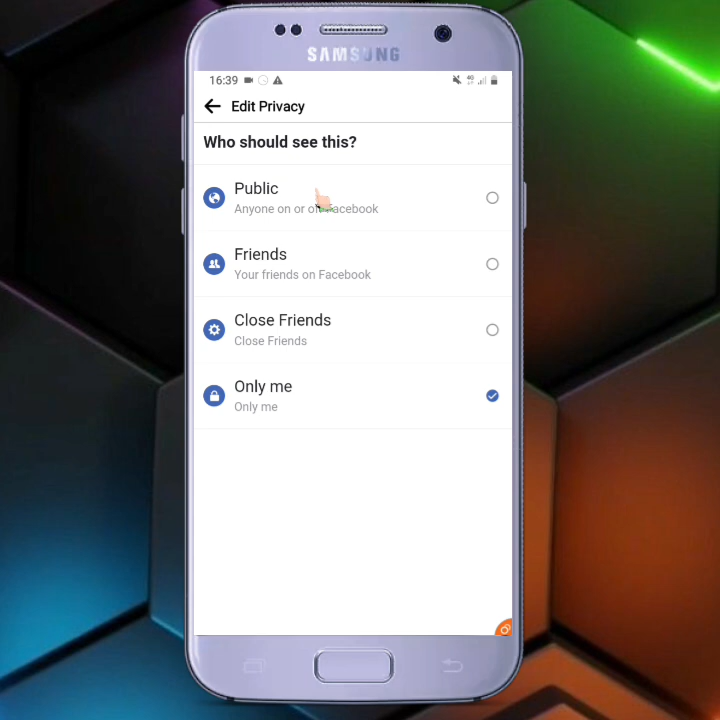 SAMSUNG
16:39
4G
Edit Privacy
Who should see this?
Public
Anyone on or off Facebook
Friends
Your friends on Facebook
Close Friends
Close Friends
Only me
Only me